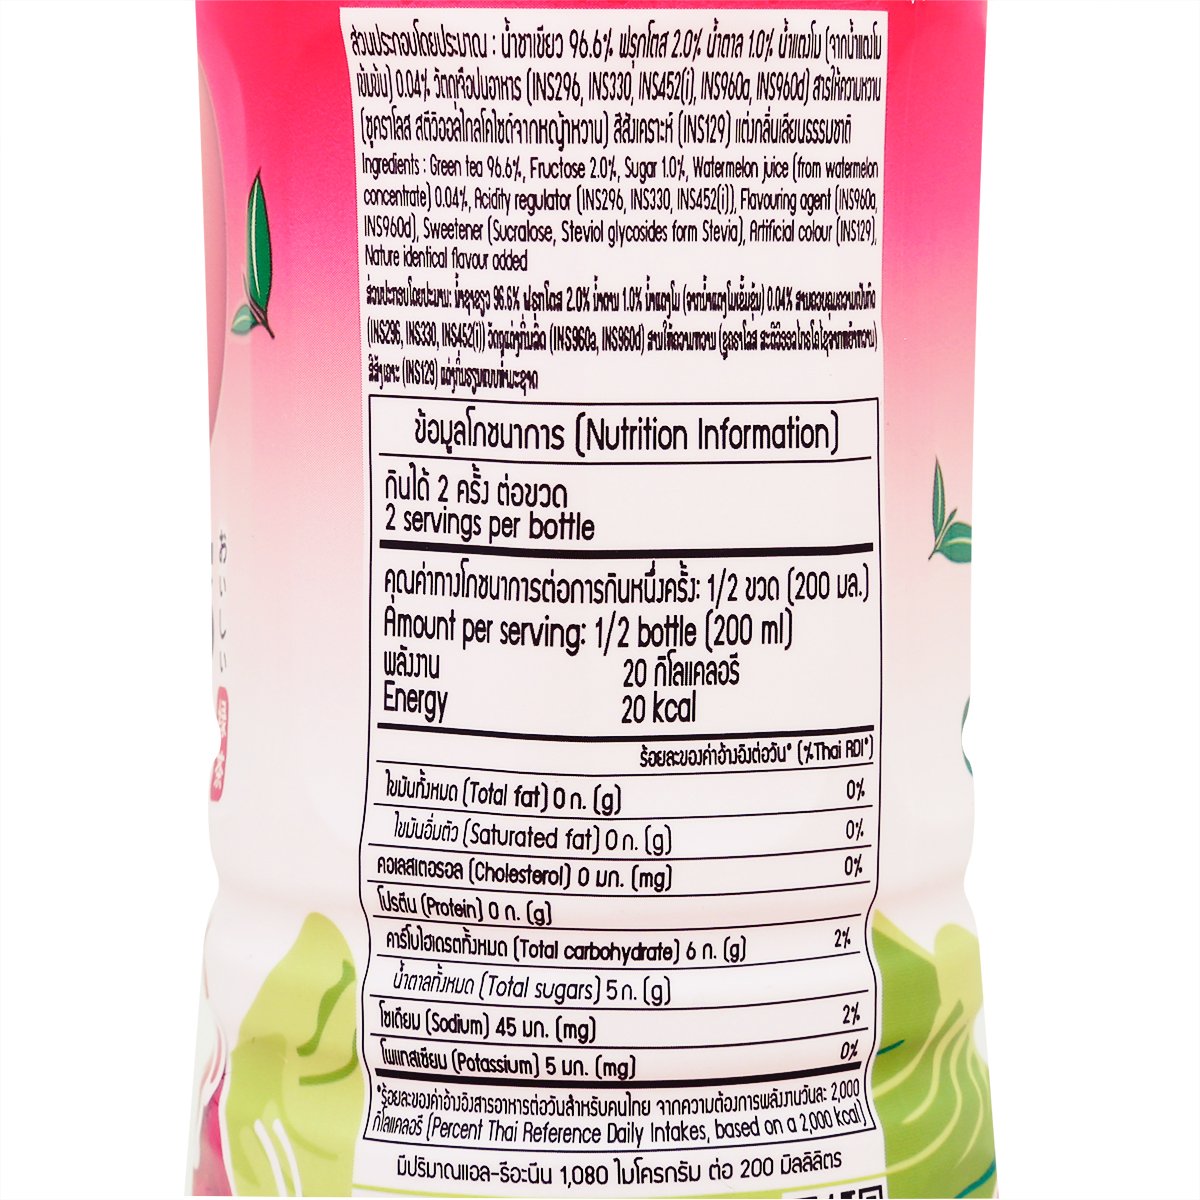 ส่วนประกอบโดยประมาณ : น้ำชาเขียว 96.6% ฟรุกโตส 2.0% น้ำตาล 1.0% น้ำแตงโม (จากน้ำแตงโม
เข้มข้น) 0.04% วัตถุเจือปนอาหาร (INS296, INS330, INS452(i), INS960a, INS960d) สารให้ความหวาน
(ซูคราโลส สตีวิออลไกลโคไซด์จากหญ้าหวาน) สีสังเคราะห์ (INS129) แต่งกลิ่นเลียนธรรมชาติ
Ingredients : Green tea 96.6%, Fructose 2.0%, Sugar 1.0%, Watermelon juice (from watermelon
concentrate) 0.04%, Acidity regulator (INS296, INS330, INS452(i)), Flavouring agent (INS960a,
INS960d), Sweetener (Sucralose, Steviol glycosides form Stevia), Artificial colour (INS129),
Nature identical flavour added
96.6% 2.0% 1.0% 0.04%
(INS296, INS330, INS452(i)) (INS960a, INS960d)
(INS129)
ข้อมูลโภชนาการ (Nutrition Information)
กินได้ 2 ครั้ง ต่อขวด
2 servings per bottle
คุณค่าทางโภชนาการต่อการกินหนึ่งครั้ง: 1/2 ขวด (200 มล.)
Amount per serving: 1/2 bottle (200 ml)
พลังงาน 20 กิโลแคลอรี
Energy 20 kcal
ร้อยละของค่าอ้างอิงต่อวัน* (%Thai RDI*)
ไขมันทั้งหมด (Total fat) 0 ก. (g) 0%
ไขมันอิ่มตัว (Saturated fat) 0 ก. (g) 0%
คอเลสเตอรอล (Cholesterol) 0 มก. (mg) 0%
โปรตีน (Protein) 0 ก. (g)
คาร์โบไฮเดรตทั้งหมด (Total carbohydrate) 6 ก. (g) 2%
น้ำตาลทั้งหมด (Total sugars) 5 ก. (g)
โซเดียม (Sodium) 45 มก. (mg) 2%
โพแทสเซียม (Potassium) 5 มก. (mg) 0%
*ร้อยละของค่าอ้างอิงสารอาหารต่อวันสำหรับคนไทย จากความต้องการพลังงานวันละ 2,000
กิโลแคลอรี (Percent Thai Reference Daily Intakes, based on a 2,000 kcal)
มีปริมาณแอล-ธีอะนีน 1,080 ไมโครกรัม ต่อ 200 มิลลิลิตร
おいしい